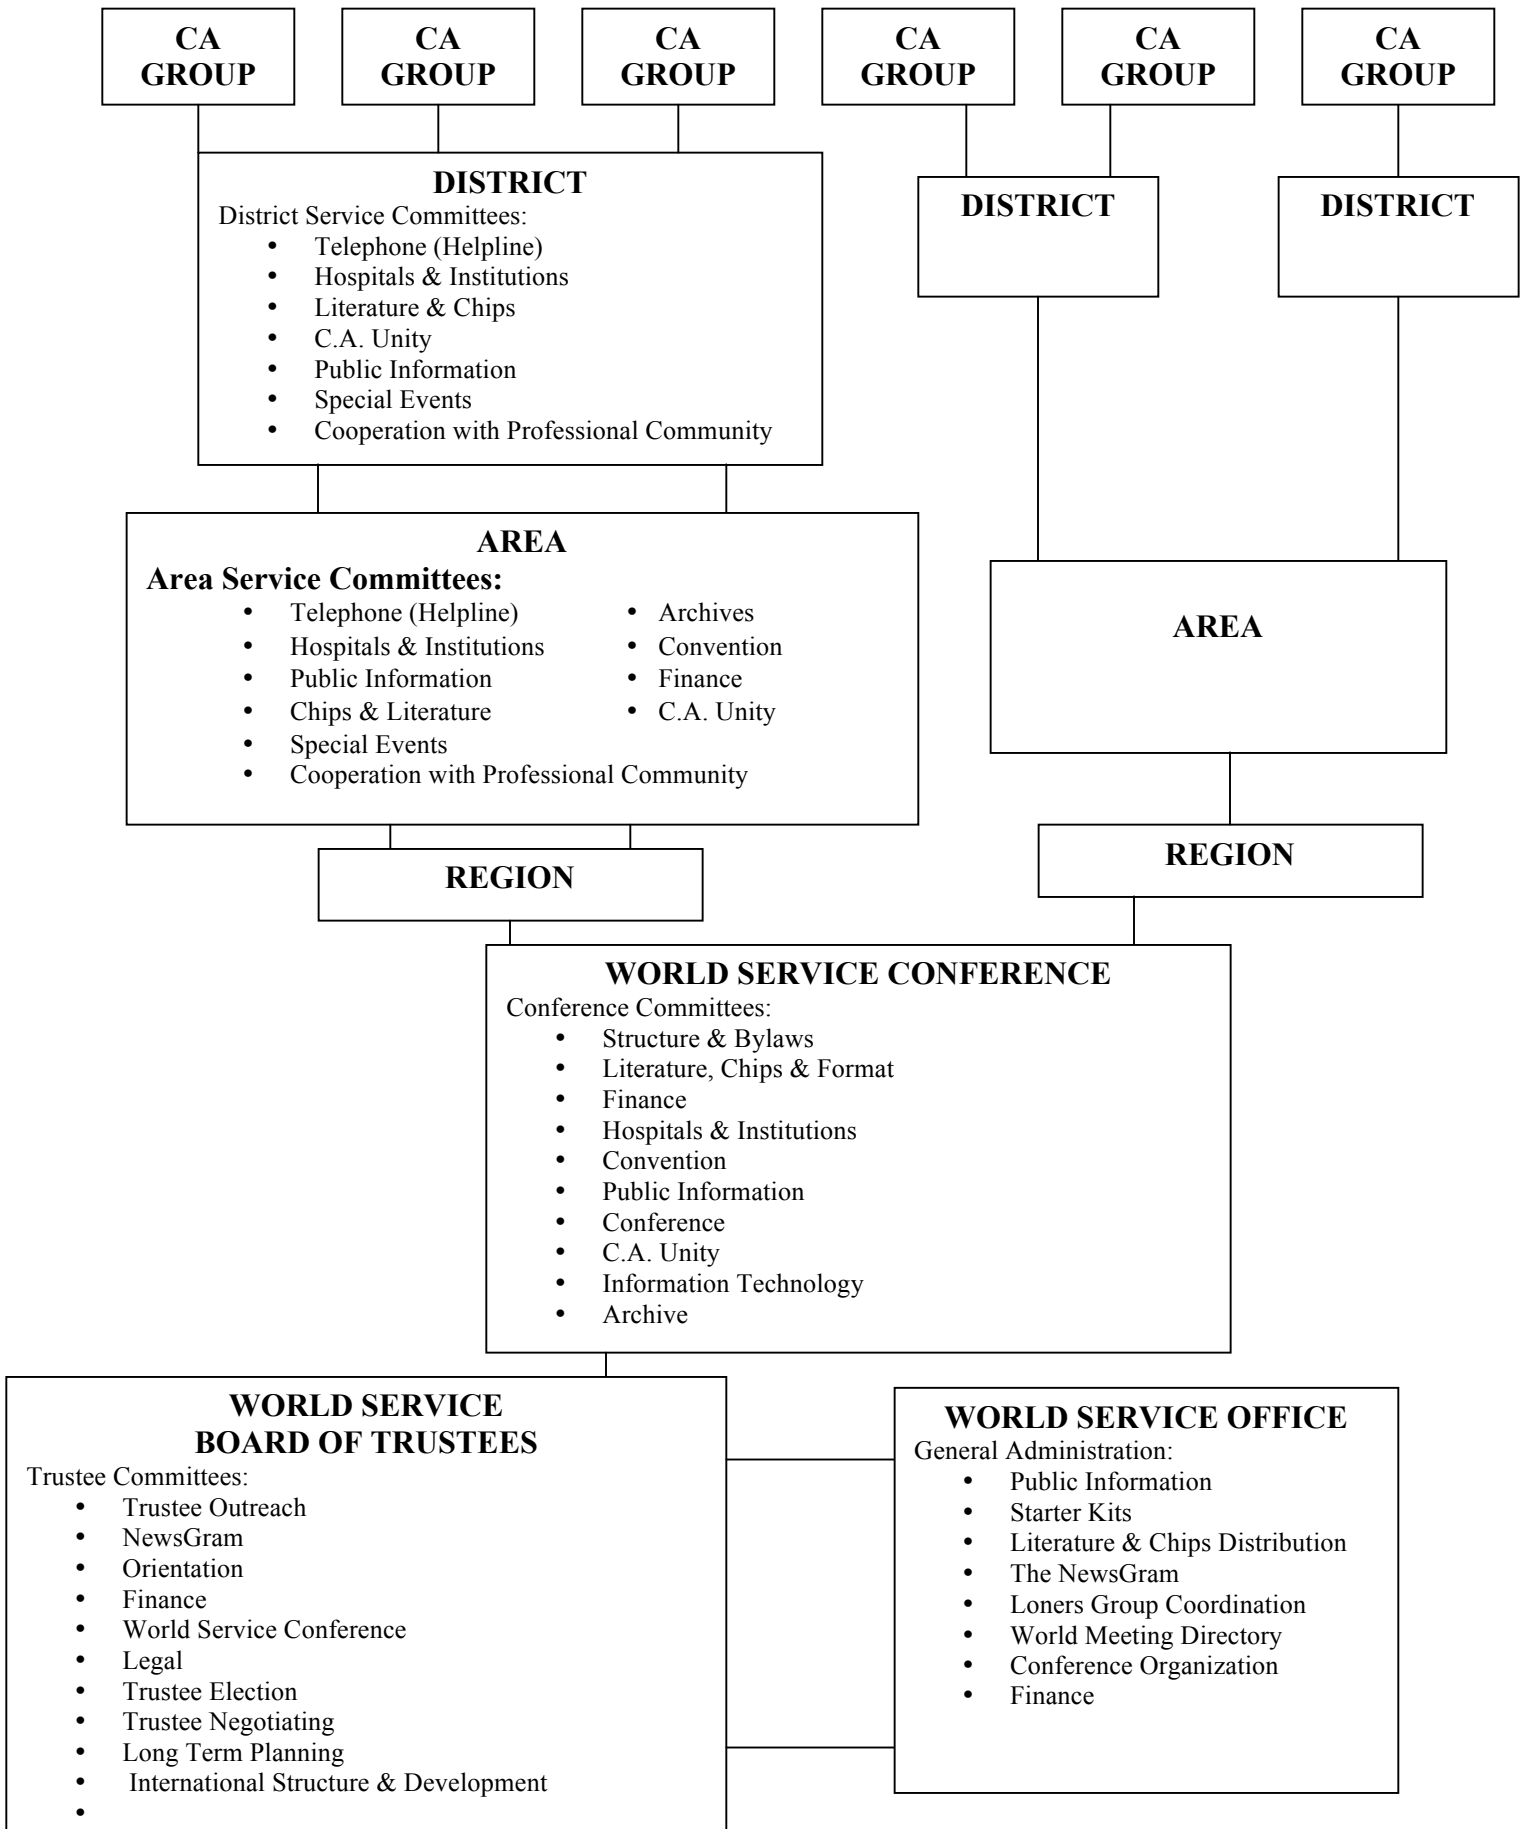 CA
GROUP
CA
GROUP
CA
GROUP
CA
GROUP
CA
GROUP
CA
GROUP
DISTRICT
District Service Committees:
• Telephone (Helpline)
• Hospitals & Institutions
• Literature & Chips
• C.A. Unity
• Public Information
• Special Events
• Cooperation with Professional Community
DISTRICT
DISTRICT
AREA
Area Service Committees:
• Telephone (Helpline)
• Hospitals & Institutions
• Public Information
• Chips & Literature
• Special Events
• Cooperation with Professional Community
• Archives
• Convention
• Finance
• C.A. Unity
AREA
REGION
REGION
WORLD SERVICE CONFERENCE
Conference Committees:
• Structure & Bylaws
• Literature, Chips & Format
• Finance
• Hospitals & Institutions
• Convention
• Public Information
• Conference
• C.A. Unity
• Information Technology
• Archive
WORLD SERVICE
BOARD OF TRUSTEES
Trustee Committees:
• Trustee Outreach
• NewsGram
• Orientation
• Finance
• World Service Conference
• Legal
• Trustee Election
• Trustee Negotiating
• Long Term Planning
• International Structure & Development
•
WORLD SERVICE OFFICE
General Administration:
• Public Information
• Starter Kits
• Literature & Chips Distribution
• The NewsGram
• Loners Group Coordination
• World Meeting Directory
• Conference Organization
• Finance